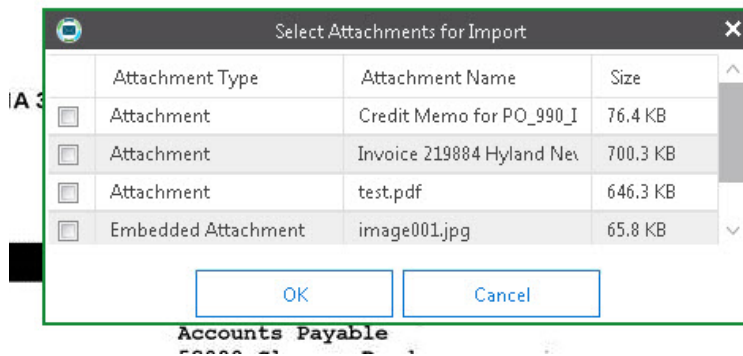 Select Attachments for Import
Attachment Type Attachment Name Size
IA 3
Attachment Credit Memo for PO_990_I 76.4 KB
Attachment Invoice 219884 Hyland Nev 700.3 KB
Attachment test.pdf 646.3 KB
Embedded Attachment image001.jpg 65.8 KB
OK Cancel
Accounts Payable